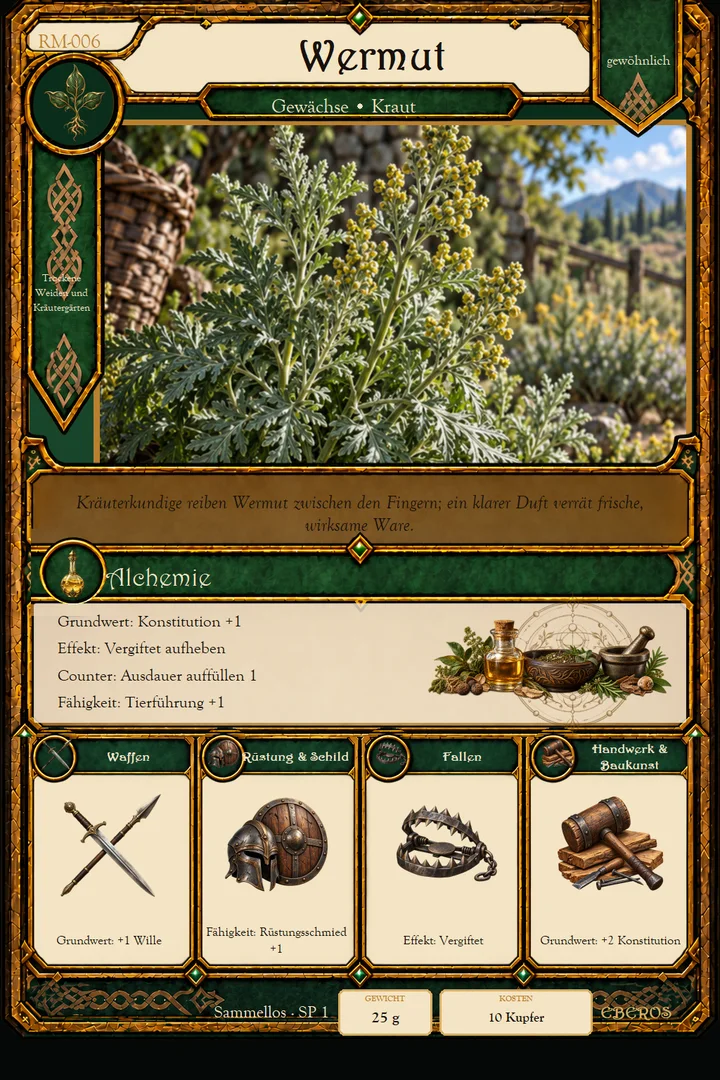 RM-006
Wermut
gewöhnlich
Gewächse • Kraut
Trockene
Weiden und
Kräutergärten
Kräuterkundige reiben Wermut zwischen den Fingern; ein klarer Duft verrät frische,
wirksame Ware.
Alchemie
Grundwert: Konstitution +1
Effekt: Vergiftet aufheben
Counter: Ausdauer auffüllen 1
Fähigkeit: Tierführung +1
Waffen
Rüstung & Schild
Fallen
Handwerk &
Baukunst
Grundwert: +1 Wille
Fähigkeit: Rüstungsschmied
+1
Effekt: Vergiftet
Grundwert: +2 Konstitution
Sammellos · SP 1
GEWICHT
25 g
KOSTEN
10 Kupfer
EBEROS